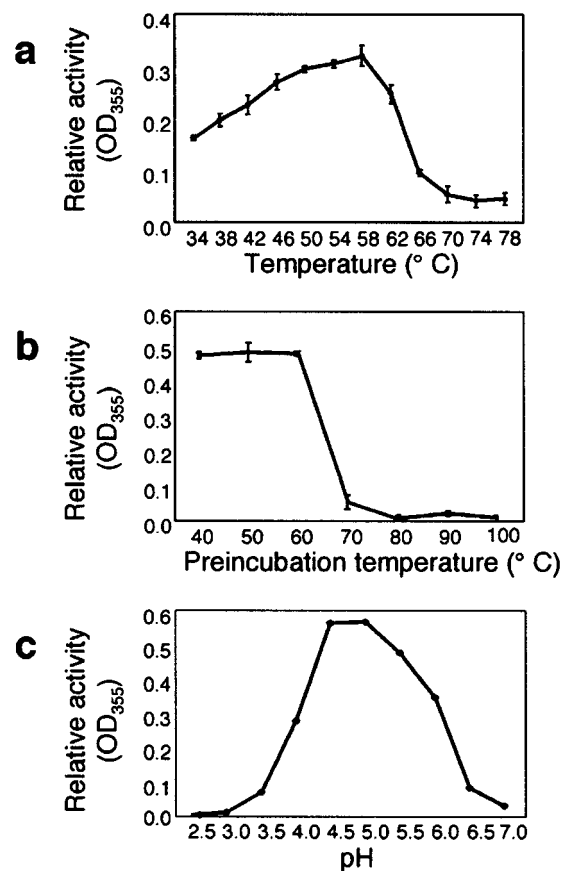 a
Relative activity
(OD355)
0.4
0.3
0.2
0.1
0.0
34 38 42 46 50 54 58 62 66 70 74 78
Temperature (° C)
b
Relative activity
(OD355)
0.6
0.5
0.4
0.3
0.2
0.1
0.0
40 50 60 70 80 90 100
Preincubation temperature (° C)
c
Relative activity
(OD355)
0.6
0.5
0.4
0.3
0.2
0.1
0.0
2.5 3.0 3.5 4.0 4.5 5.0 5.5 6.0 6.5 7.0
pH